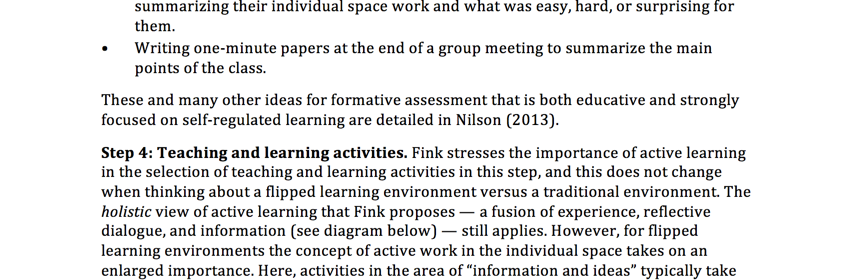 summarizing their individual space work and what was easy, hard, or surprising for
them.
• Writing one-minute papers at the end of a group meeting to summarize the main
points of the class.
These and many other ideas for formative assessment that is both educative and strongly
focused on self-regulated learning are detailed in Nilson (2013).
Step 4: Teaching and learning activities. Fink stresses the importance of active learning
in the selection of teaching and learning activities in this step, and this does not change
when thinking about a flipped learning environment versus a traditional environment. The
holistic view of active learning that Fink proposes — a fusion of experience, reflective
dialogue, and information (see diagram below) — still applies. However, for flipped
learning environments the concept of active work in the individual space takes on an
enlarged importance. Here, activities in the area of “information and ideas” typically take